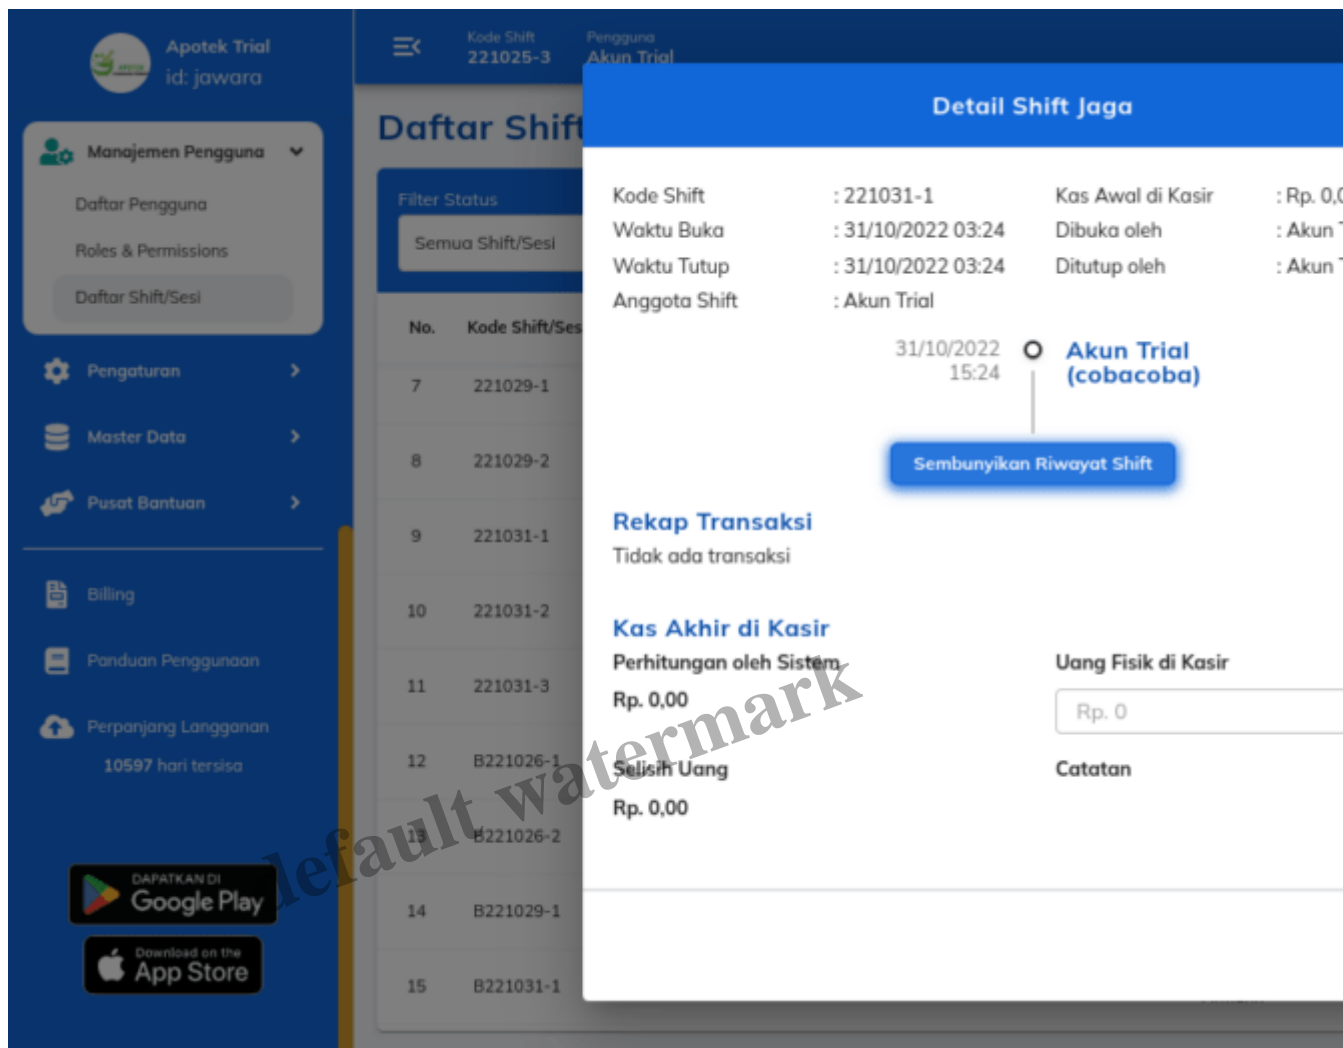 Apotek Trial
id: jawara
Manajemen Pengguna
Daftar Pengguna
Roles & Permissions
Daftar Shift/Sesi
Pengaturan
Master Data
Pusat Bantuan
Billing
Panduan Penggunaan
Perpanjang Langganan
10597 hari tersisa
DAPATKAN DI
Google Play
Download on the
App Store
Kode Shift
221025-3
Pengguna
Akun Trial
Daftar Shift
Filter Status
Semua Shift/Sesi
No. Kode Shift/Ses
7 221029-1
8 221029-2
9 221031-1
10 221031-2
11 221031-3
12 B221026-1
13 B221026-2
14 B221029-1
15 B221031-1
Detail Shift Jaga
Kode Shift : 221031-1 Kas Awal di Kasir : Rp. 0,0
Waktu Buka : 31/10/2022 03:24 Dibuka oleh : Akun T
Waktu Tutup : 31/10/2022 03:24 Ditutup oleh : Akun T
Anggota Shift : Akun Trial
31/10/2022
15:24
Akun Trial
(cobacoba)
Sembunyikan Riwayat Shift
Rekap Transaksi
Tidak ada transaksi
Kas Akhir di Kasir
Perhitungan oleh Sistem Uang Fisik di Kasir
Rp. 0,00 Rp. 0
Selisih Uang Catatan
Rp. 0,00
default watermark